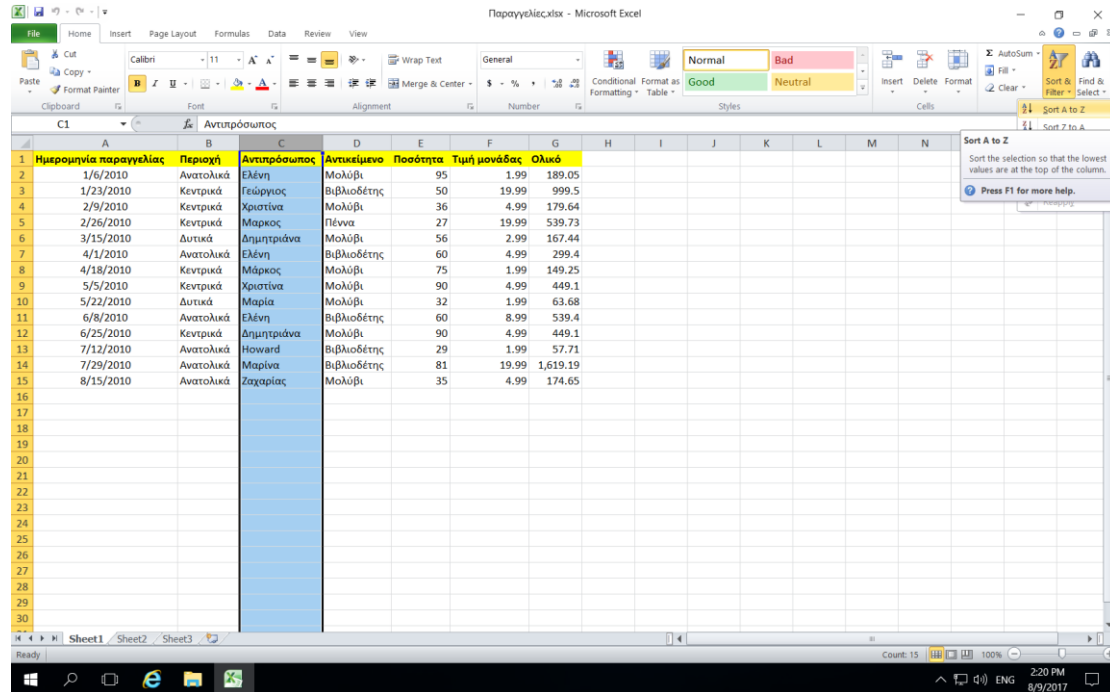 Παραγγελίες.xlsx - Microsoft Excel
File Home Insert Page Layout Formulas Data Review View
Cut
Copy
Format Painter
Paste
Calibri 11
B I U
Wrap Text
Merge & Center
General
$ % ,
Conditional Formatting
Format as Table
Normal Bad
Good Neutral
Insert Delete Format
AutoSum
Fill
Clear
Sort & Filter
Find & Select
Clipboard Font Alignment Number Styles Cells
Sort A to Z
Sort Z to A
Sort A to Z
Sort the selection so that the lowest
values are at the top of the column.
Press F1 for more help.
Reapply
C1 fx Αντιπρόσωπος
A B C D E F G H I J K L M N
1 Ημερομηνία παραγγελίας Περιοχή Αντιπρόσωπος Αντικείμενο Ποσότητα Τιμή μονάδας Ολικό
2 1/6/2010 Ανατολικά Ελένη Μολύβι 95 1.99 189.05
3 1/23/2010 Κεντρικά Γεώργιος Βιβλιοδέτης 50 19.99 999.5
4 2/9/2010 Κεντρικά Χριστίνα Μολύβι 36 4.99 179.64
5 2/26/2010 Κεντρικά Μαρκος Πέννα 27 19.99 539.73
6 3/15/2010 Δυτικά Δημητριάνα Μολύβι 56 2.99 167.44
7 4/1/2010 Ανατολικά Ελένη Βιβλιοδέτης 60 4.99 299.4
8 4/18/2010 Κεντρικά Μάρκος Μολύβι 75 1.99 149.25
9 5/5/2010 Κεντρικά Χριστίνα Μολύβι 90 4.99 449.1
10 5/22/2010 Δυτικά Μαρία Μολύβι 32 1.99 63.68
11 6/8/2010 Ανατολικά Ελένη Βιβλιοδέτης 60 8.99 539.4
12 6/25/2010 Κεντρικά Δημητριάνα Μολύβι 90 4.99 449.1
13 7/12/2010 Ανατολικά Howard Βιβλιοδέτης 29 1.99 57.71
14 7/29/2010 Ανατολικά Μαρίνα Βιβλιοδέτης 81 19.99 1,619.19
15 8/15/2010 Ανατολικά Ζαχαρίας Μολύβι 35 4.99 174.65
16
17
18
19
20
21
22
23
24
25
26
27
28
29
30
Sheet1 Sheet2 Sheet3
Ready Count: 15 100%
ENG 2:20 PM
8/9/2017